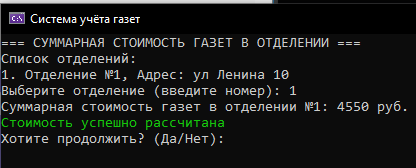 Система учёта газет
=== СУММАРНАЯ СТОИМОСТЬ ГАЗЕТ В ОТДЕЛЕНИИ ===
Список отделений:
1. Отделение №1, Адрес: ул Ленина 10
Выберите отделение (введите номер): 1
Суммарная стоимость газет в отделении №1: 4550 руб.
Стоимость успешно рассчитана
Хотите продолжить? (Да/Нет):